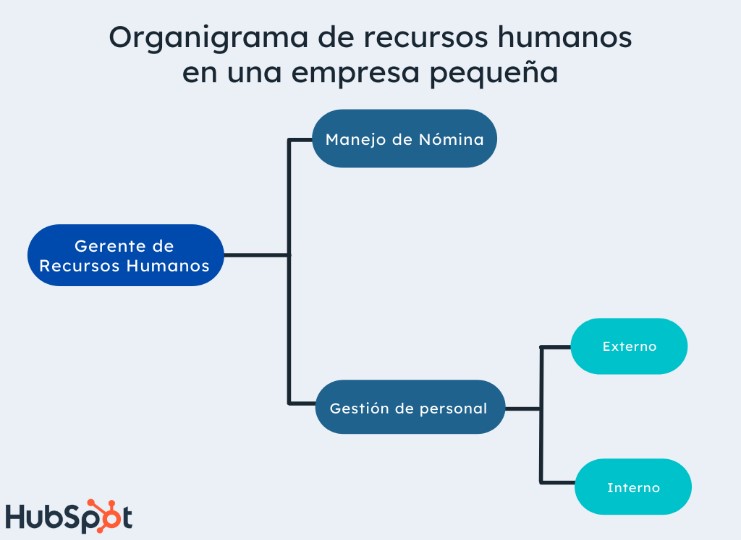 Organigrama de recursos humanos
en una empresa pequeña
Manejo de Nómina
Gerente de
Recursos Humanos
Externo
Gestión de personal
Interno
HubSpot